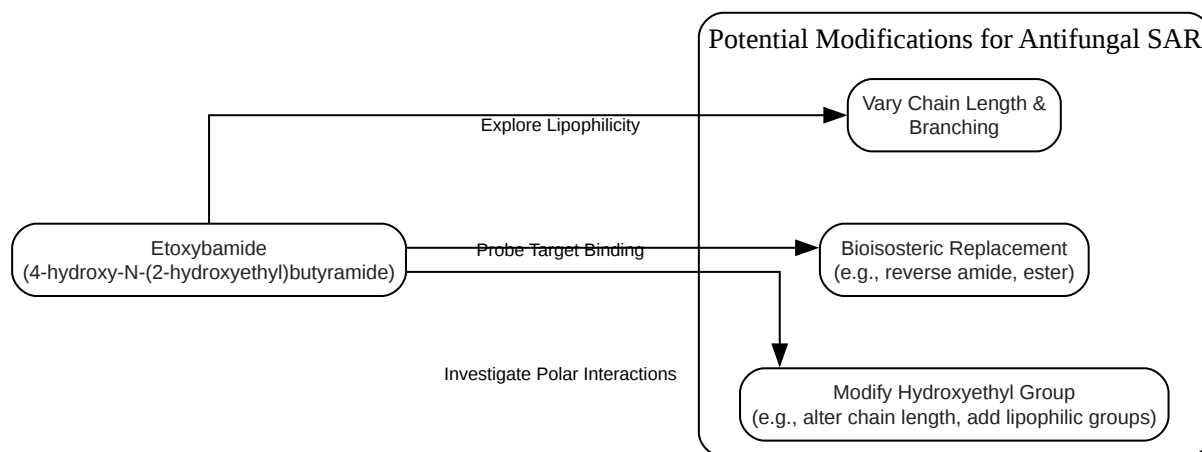 Potential Modifications for Antifungal SAR
Vary Chain Length &
Branching
Explore Lipophilicity
Etoxybamide
(4-hydroxy-N-(2-hydroxyethyl)butyramide)
Probe Target Binding
Bioisosteric Replacement
(e.g., reverse amide, ester)
Investigate Polar Interactions
Modify Hydroxyethyl Group
(e.g., alter chain length, add lipophilic groups)